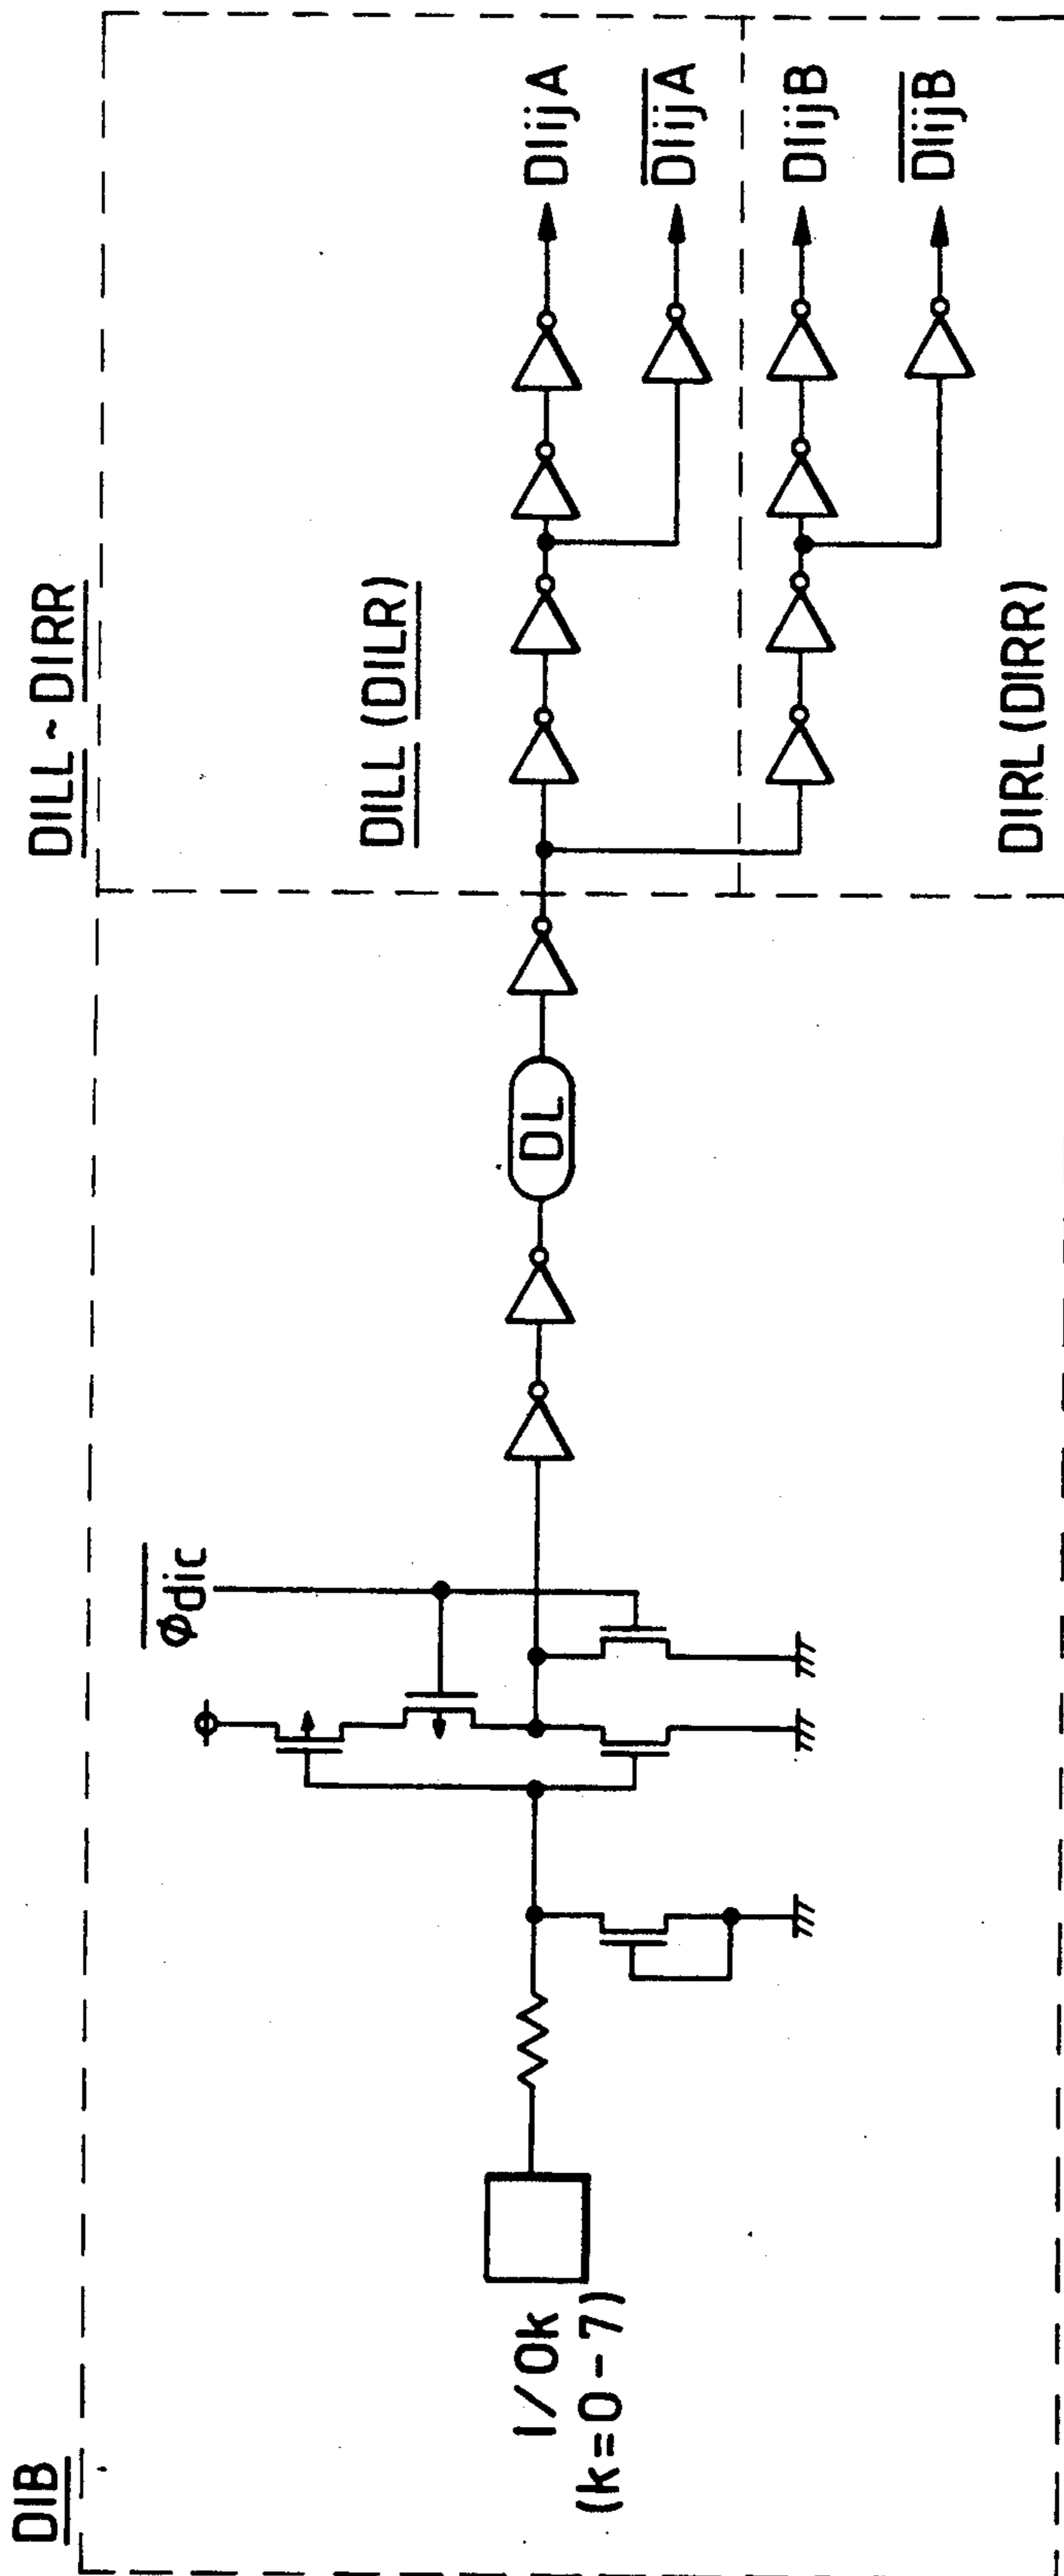 DIB
DILL ~ DIRR
I/Ok
(k=0-7)
φdic
DL
DILL (DILR)
DIijA
DIijA
DIijB
DIijB
DIRL (DIRR)